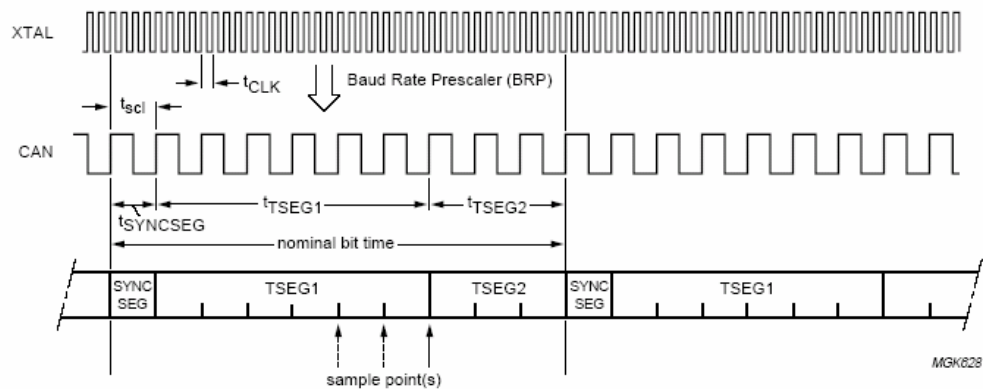 XTAL
tCLK
Baud Rate Prescaler (BRP)
tscl
CAN
tSYNCSEG
tTSEG1
tTSEG2
nominal bit time
SYNC
SEG
TSEG1
TSEG2
SYNC
SEG
TSEG1
sample point(s)
MGK628